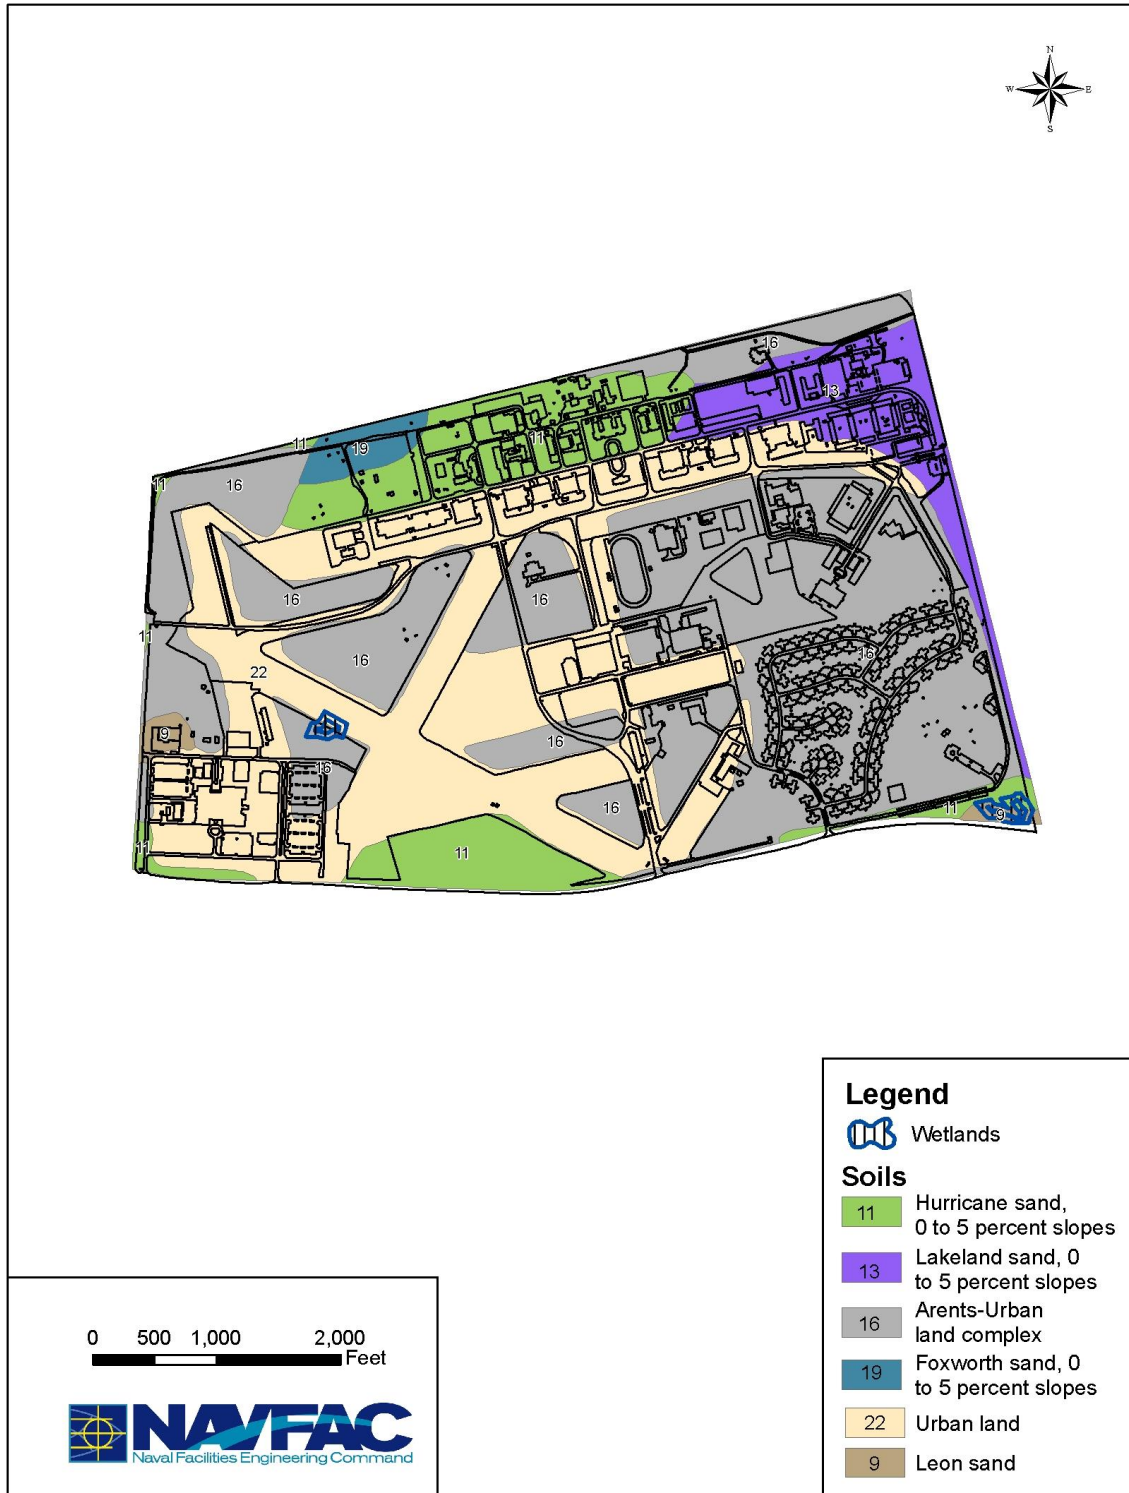 N
W E
S
16
13
11
11
19
11
16
16
16
11
16
22
16
9
16
16
16
11
11
11
9
Legend
Wetlands
Soils
11 Hurricane sand,
0 to 5 percent slopes
13 Lakeland sand, 0
to 5 percent slopes
16 Arents-Urban
land complex
19 Foxworth sand, 0
to 5 percent slopes
22 Urban land
9 Leon sand
0 500 1,000 2,000
Feet
NAVFAC
Naval Facilities Engineering Command